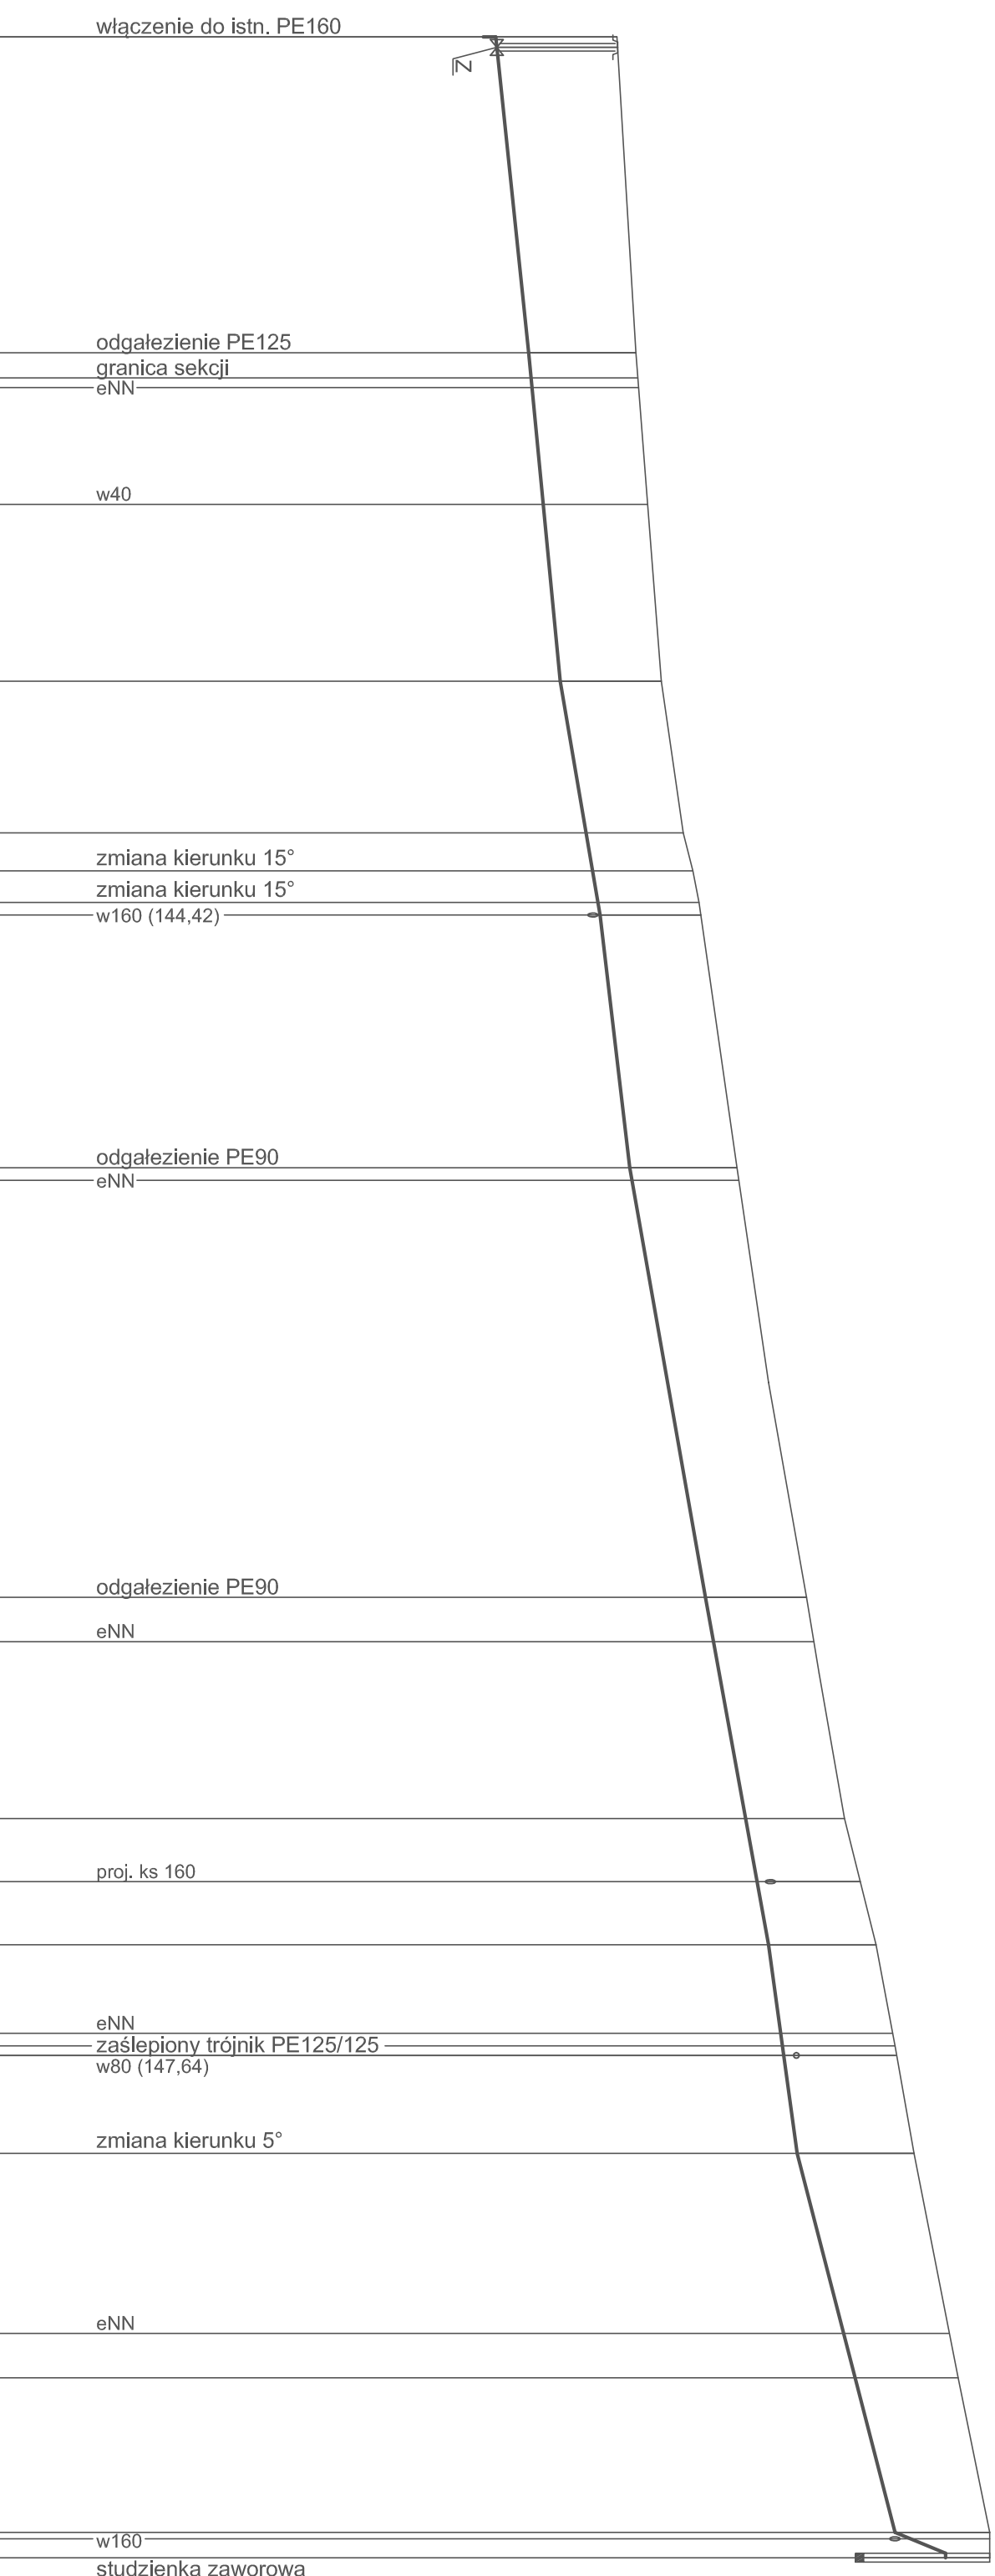 włączenie do istn. PE160
Z
odgałezienie PE125
granica sekcji
eNN
w40
zmiana kierunku 15°
zmiana kierunku 15°
w160 (144,42)
odgałezienie PE90
eNN
odgałezienie PE90
eNN
proj. ks 160
eNN
zaślepiony trójnik PE125/125
w80 (147,64)
zmiana kierunku 5°
eNN
w160
studzienka zaworowa